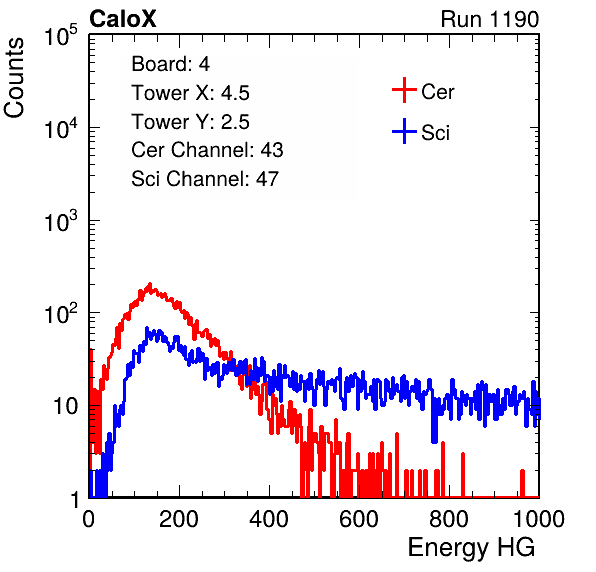 CaloX Run 1190
Counts
Board: 4
Tower X: 4.5
Tower Y: 2.5
Cer Channel: 43
Sci Channel: 47
Cer
Sci
10^5
10^4
10^3
10^2
10
1
0 200 400 600 800 1000
Energy HG